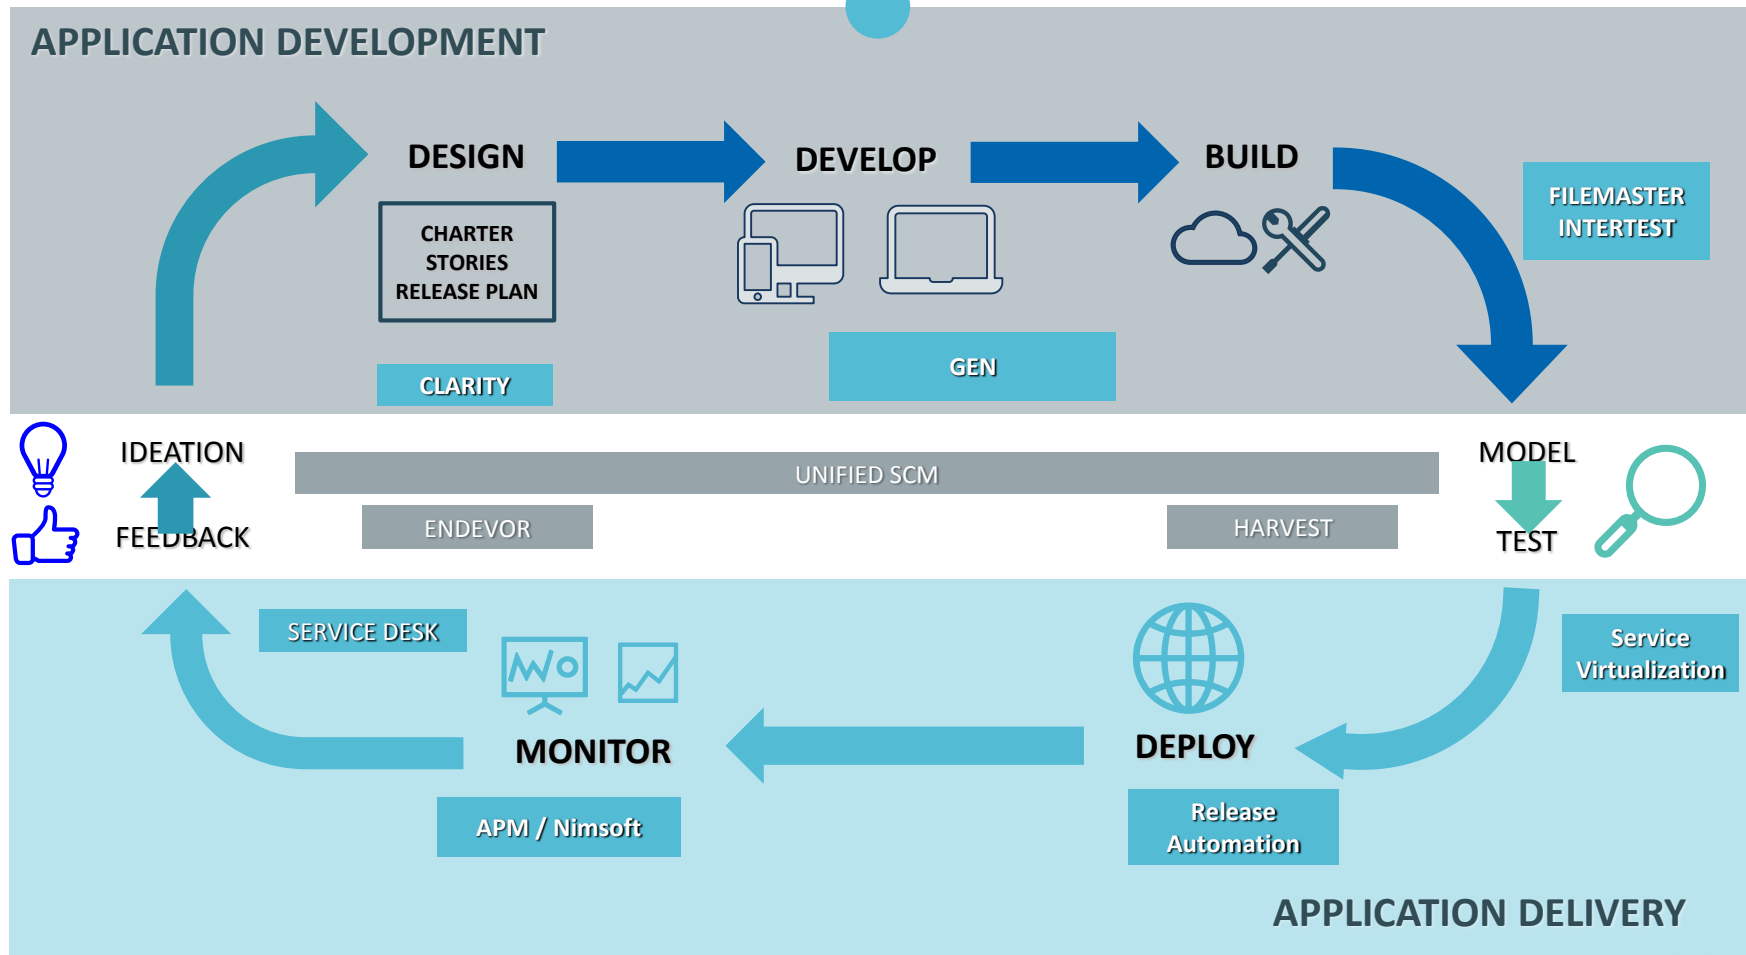 APPLICATION DEVELOPMENT
DESIGN
DEVELOP
BUILD
FILEMASTER
INTERTEST
CHARTER
STORIES
RELEASE PLAN
CLARITY
GEN
IDEATION
FEEDBACK
UNIFIED SCM
ENDEVOR
HARVEST
MODEL
TEST
SERVICE DESK
Service
Virtualization
MONITOR
DEPLOY
APM / Nimsoft
Release
Automation
APPLICATION DELIVERY